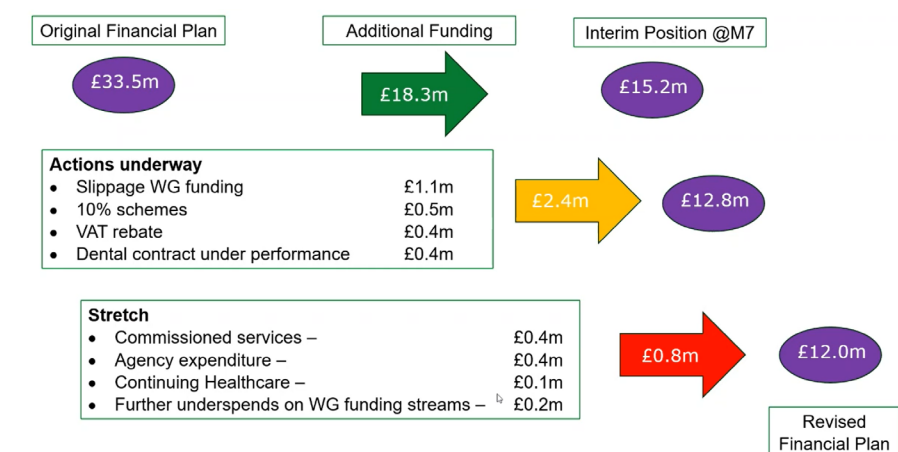 Original Financial Plan
Additional Funding
Interim Position @M7
£33.5m
£18.3m
£15.2m
Actions underway
• Slippage WG funding £1.1m
• 10% schemes £0.5m
• VAT rebate £0.4m
• Dental contract under performance £0.4m
£2.4m
£12.8m
Stretch
• Commissioned services – £0.4m
• Agency expenditure – £0.4m
• Continuing Healthcare – £0.1m
• Further underspends on WG funding streams – £0.2m
£0.8m
£12.0m
Revised
Financial Plan